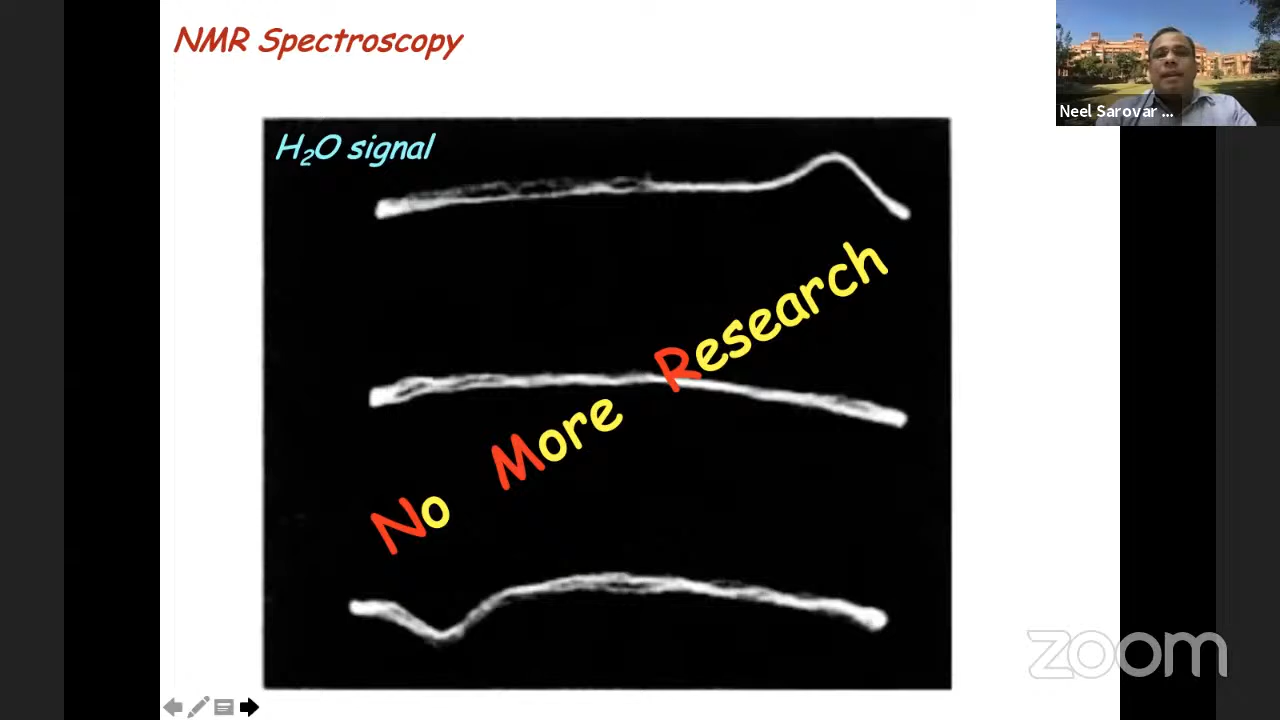 NMR Spectroscopy
Neel Sarovar ...
H₂O signal
No More Research
zoom